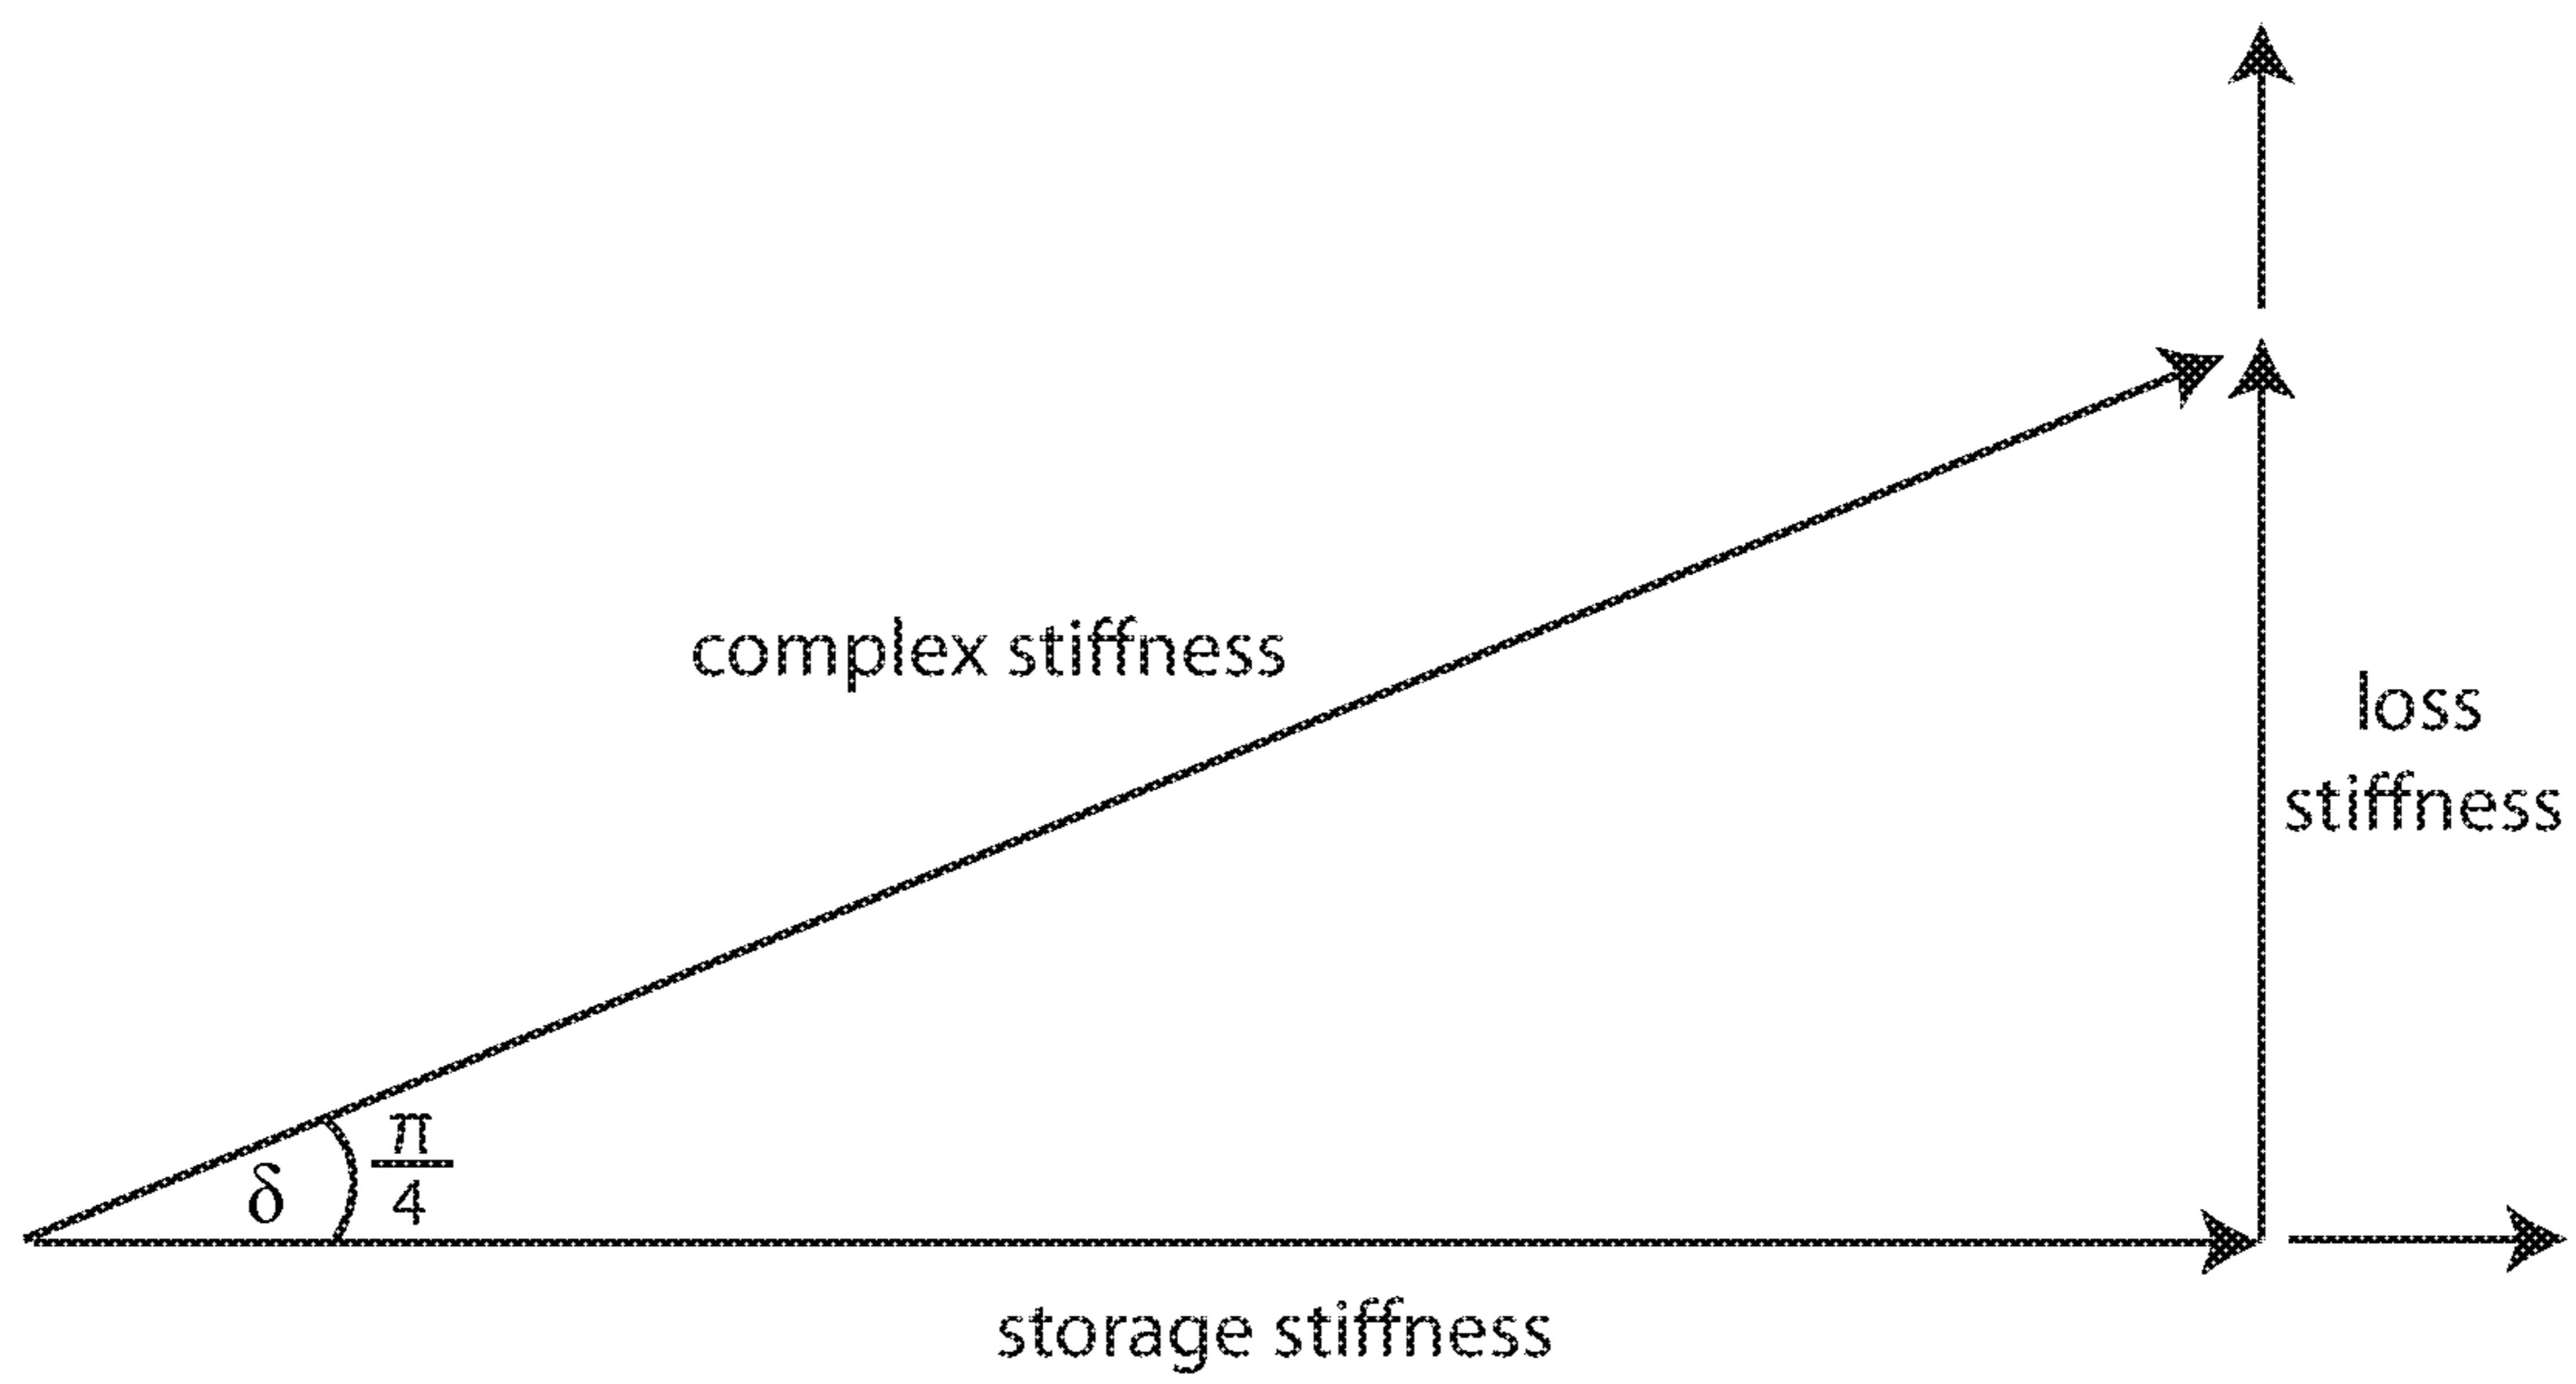 complex stiffness
loss
stiffness
δ
π
4
storage stiffness